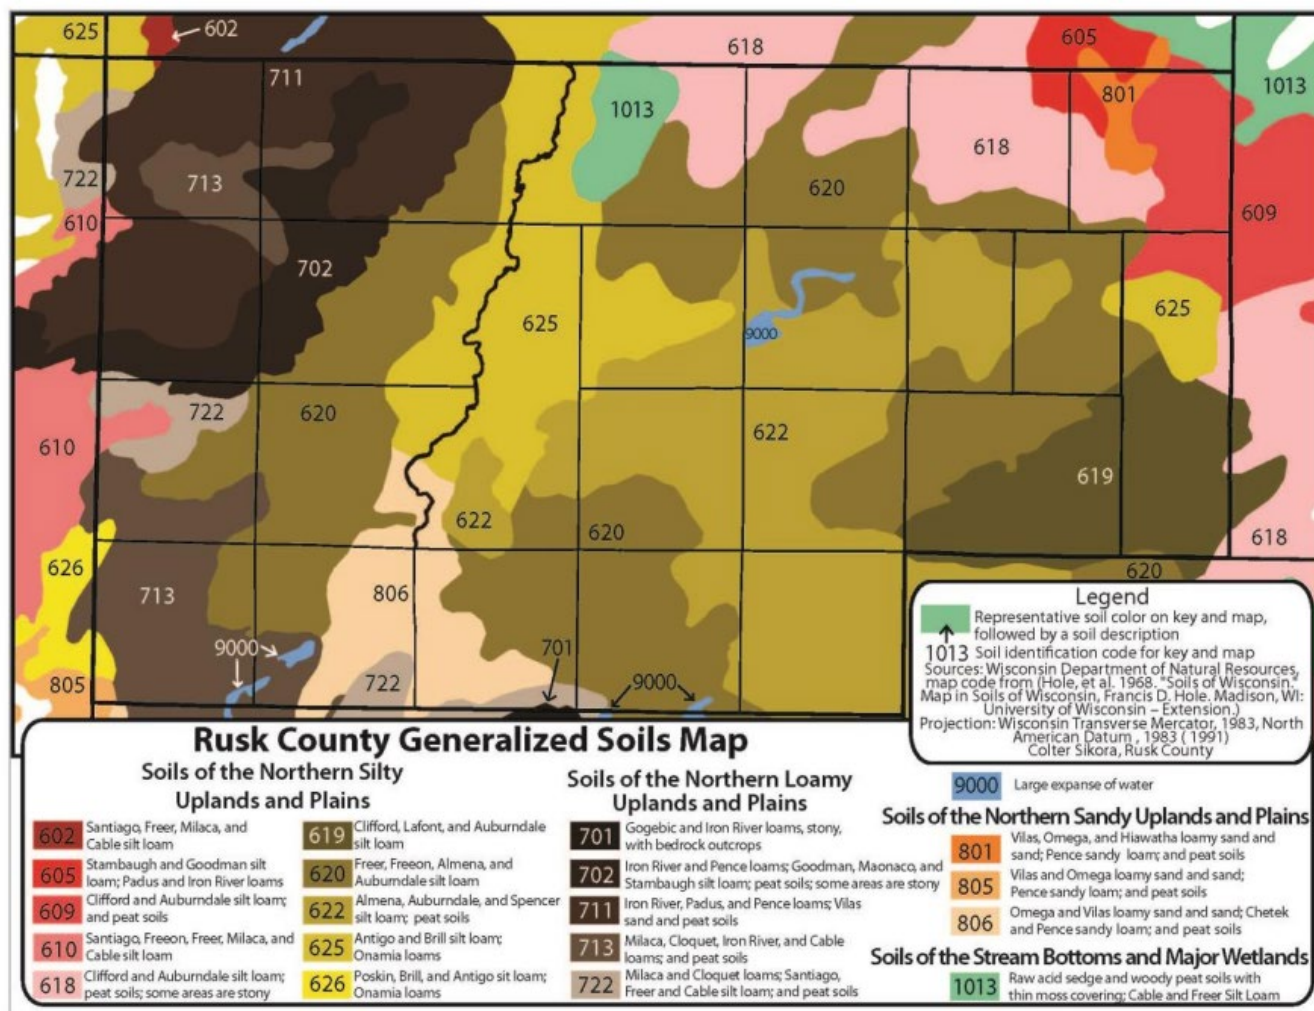 625
602
711
618
605
1013
801
1013
722
713
618
620
610
609
702
625
9000
625
722
620
610
622
619
622
620
618
626
713
806
620
9000
701
722
9000
805
Legend
Representative soil color on key and map,
followed by a soil description
1013 Soil identification code for key and map
Sources: Wisconsin Department of Natural Resources,
map code from (Hole, et al. 1968. "Soils of Wisconsin."
Map in Soils of Wisconsin, Francis D. Hole. Madison, WI:
University of Wisconsin – Extension.)
Projection: Wisconsin Transverse Mercator, 1983, North
American Datum , 1983 ( 1991)
Colter Sikora, Rusk County
Rusk County Generalized Soils Map
Soils of the Northern Silty
Uplands and Plains
602 Santiago, Freer, Milaca, and
Cable silt loam
605 Stambaugh and Goodman silt
loam; Padus and Iron River loams
609 Clifford and Auburndale silt loam;
and peat soils
610 Santiago, Freeon, Freer, Milaca, and
Cable silt loam
618 Clifford and Auburndale silt loam;
peat soils; some areas are stony
619 Clifford, Lafont, and Auburndale
silt loam
620 Freer, Freeon, Almena, and
Auburndale silt loam
622 Almena, Auburndale, and Spencer
silt loam; peat soils
625 Antigo and Brill silt loam;
Onamia loams
626 Poskin, Brill, and Antigo sit loam;
Onamia loams
Soils of the Northern Loamy
Uplands and Plains
701 Gogebic and Iron River loams, stony,
with bedrock outcrops
702 Iron River and Pence loams; Goodman, Maonaco, and
Stambaugh silt loam; peat soils; some areas are stony
711 Iron River, Padus, and Pence loams; Vilas
sand and peat soils
713 Milaca, Cloquet, Iron River, and Cable
loams; and peat soils
722 Milaca and Cloquet loams; Santiago,
Freer and Cable silt loam; and peat soils
9000 Large expanse of water
Soils of the Northern Sandy Uplands and Plains
801 Vilas, Omega, and Hiawatha loamy sand and
sand; Pence sandy loam; and peat soils
805 Vilas and Omega loamy sand and sand;
Pence sandy loam; and peat soils
806 Omega and Vilas loamy sand and sand; Chetek
and Pence sandy loam; and peat soils
Soils of the Stream Bottoms and Major Wetlands
1013 Raw acid sedge and woody peat soils with
thin moss covering; Cable and Freer Silt Loam